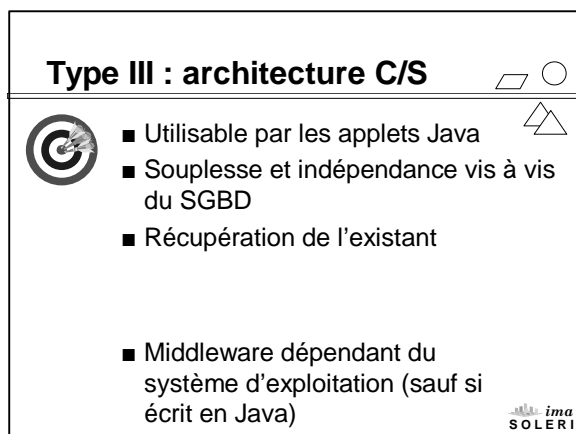 Type III : architecture C/S
■ Utilisable par les applets Java
■ Souplesse et indépendance vis à vis
du SGBD
■ Récupération de l'existant
■ Middleware dépendant du
système d'exploitation (sauf si
écrit en Java)
ima
SOLERI